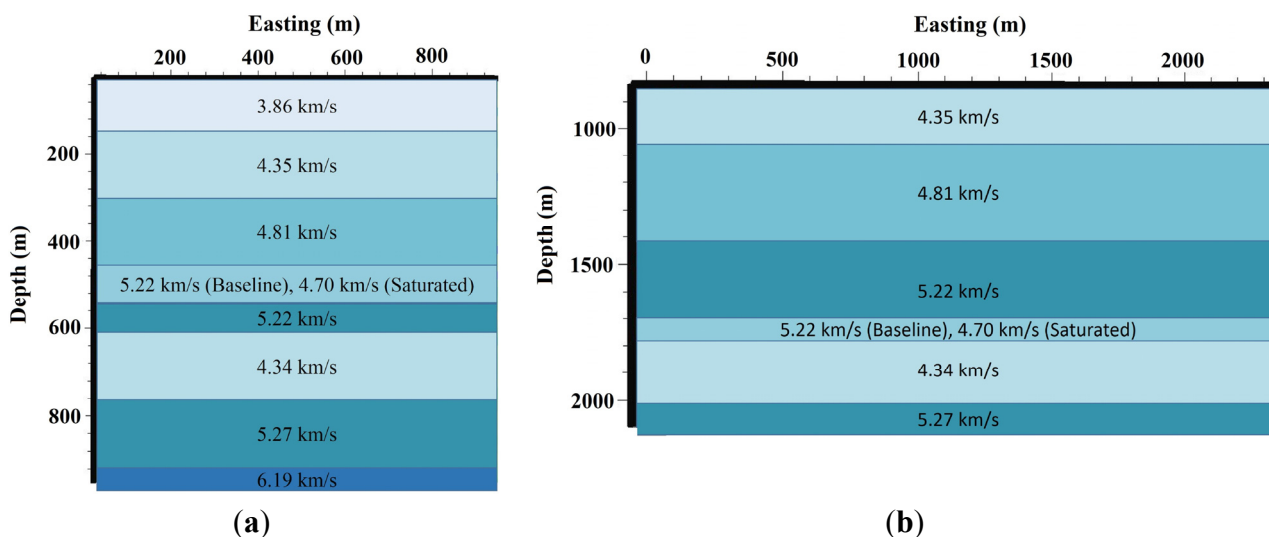 Easting (m)
200 400 600 800
Depth (m)
200
400
600
800
3.86 km/s
4.35 km/s
4.81 km/s
5.22 km/s (Baseline), 4.70 km/s (Saturated)
5.22 km/s
4.34 km/s
5.27 km/s
6.19 km/s
(a)
Easting (m)
0 500 1000 1500 2000
Depth (m)
1000
1500
2000
4.35 km/s
4.81 km/s
5.22 km/s
5.22 km/s (Baseline), 4.70 km/s (Saturated)
4.34 km/s
5.27 km/s
(b)